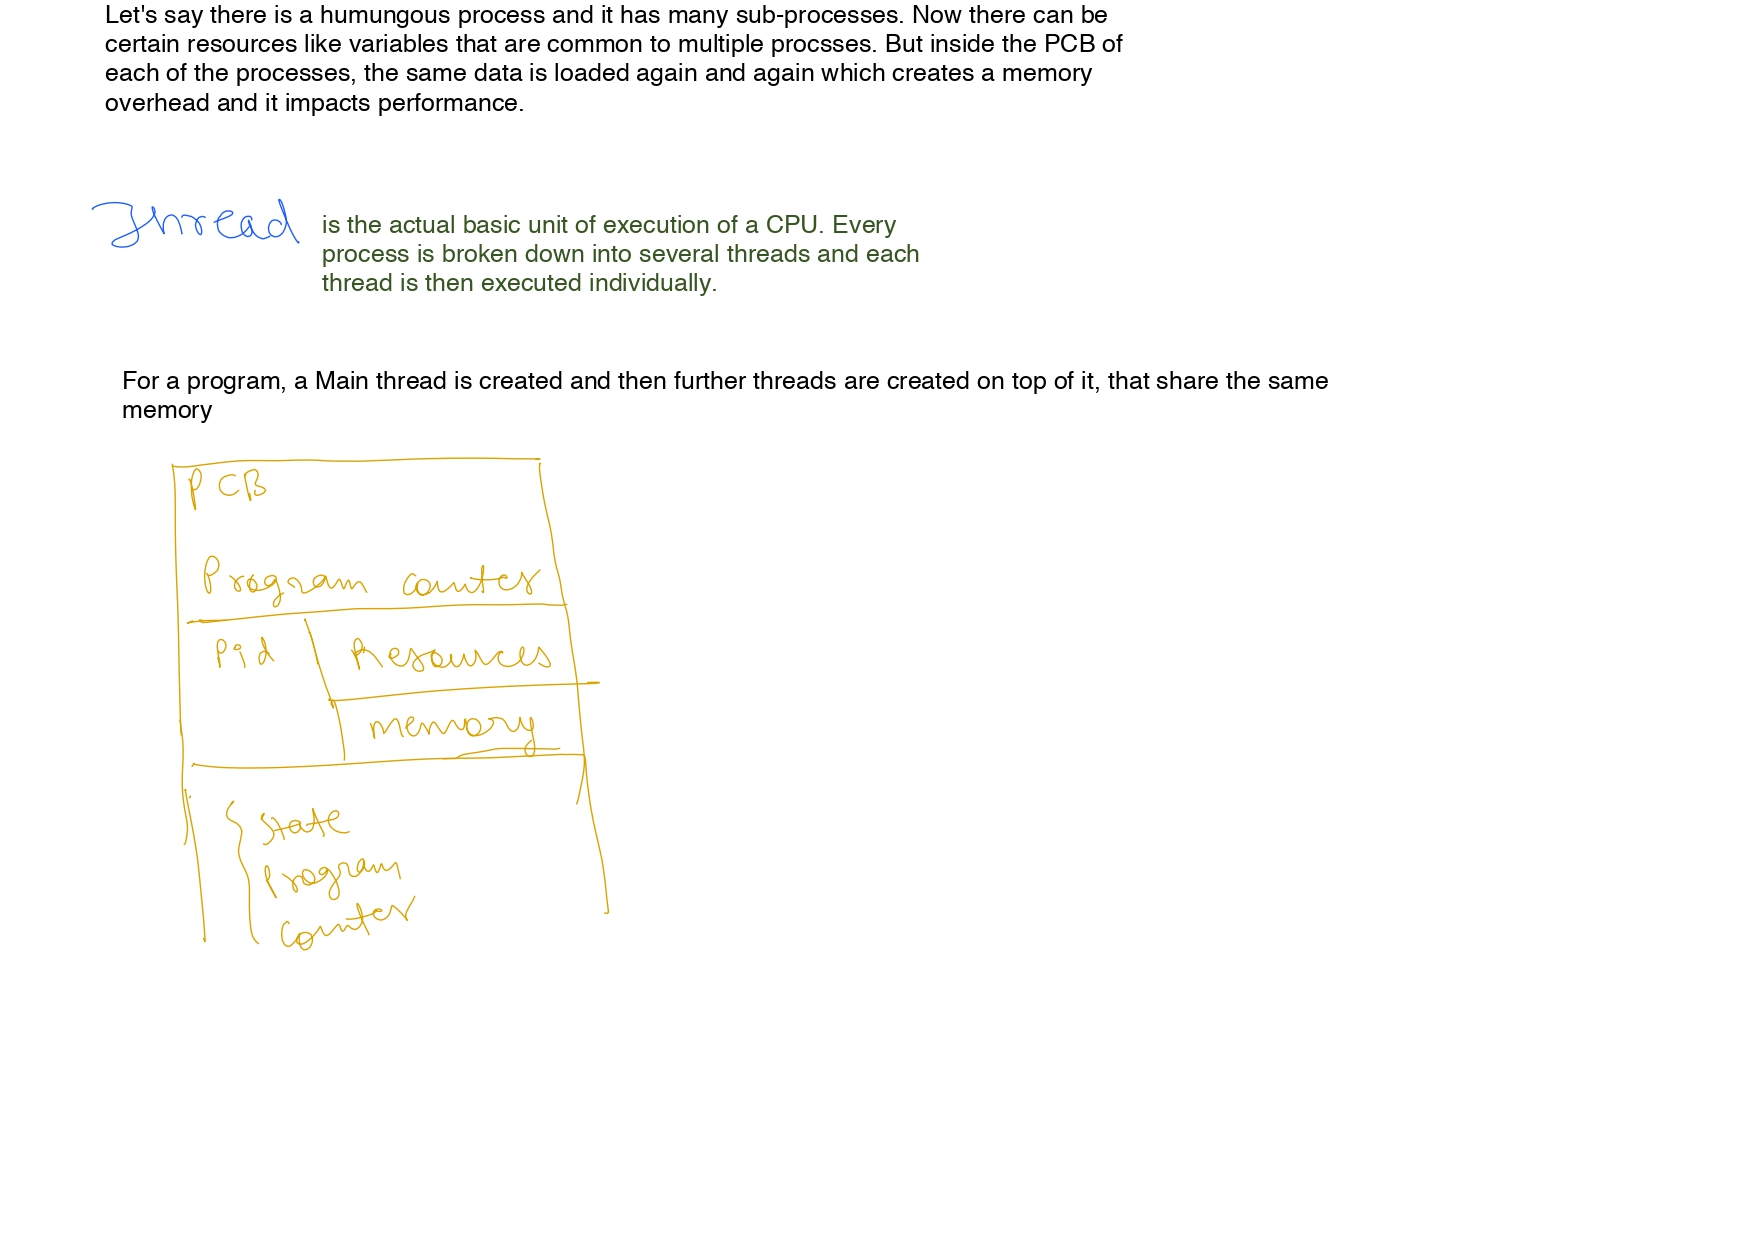 Let's say there is a humungous process and it has many sub-processes. Now there can be
certain resources like variables that are common to multiple procsses. But inside the PCB of
each of the processes, the same data is loaded again and again which creates a memory
overhead and it impacts performance.
Thread
is the actual basic unit of execution of a CPU. Every
process is broken down into several threads and each
thread is then executed individually.
For a program, a Main thread is created and then further threads are created on top of it, that share the same
memory
PCB
Program counter
Pid
Resources
memory
State
Program
Counter